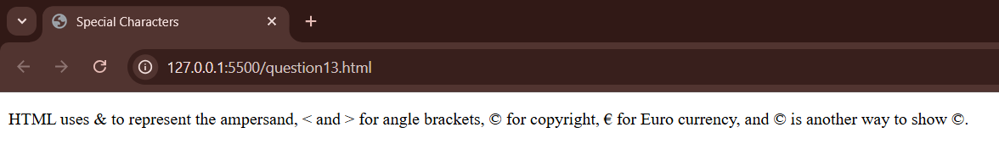 Special Characters
127.0.0.1:5500/question13.html
HTML uses & to represent the ampersand, < and > for angle brackets, © for copyright, € for Euro currency, and © is another way to show ©.